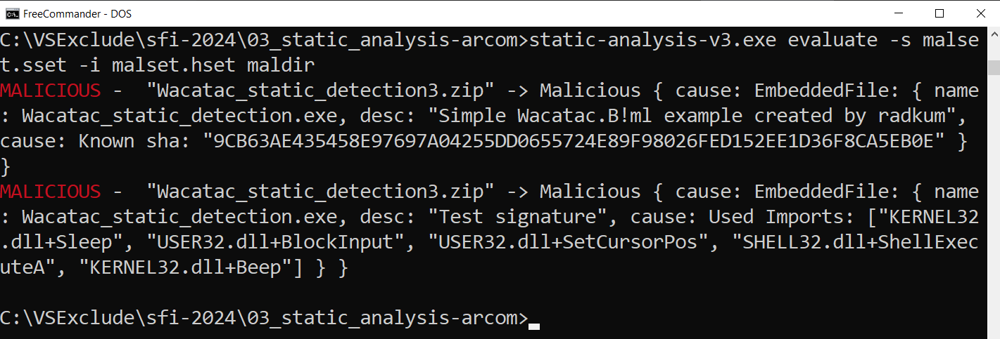 FreeCommander - DOS
C:\VSExclude\sfi-2024\03_static_analysis-arcom>static-analysis-v3.exe evaluate -s malse
t.sset -i malset.hset maldir
MALICIOUS -  "Wacatac_static_detection3.zip" -> Malicious { cause: EmbeddedFile: { name
: Wacatac_static_detection.exe, desc: "Simple Wacatac.B!ml example created by radkum",
cause: Known sha: "9CB63AE435458E97697A04255DD0655724E89F98026FED152EE1D36F8CA5EB0E" }
}
MALICIOUS -  "Wacatac_static_detection3.zip" -> Malicious { cause: EmbeddedFile: { name
: Wacatac_static_detection.exe, desc: "Test signature", cause: Used Imports: ["KERNEL32
.dll+Sleep", "USER32.dll+BlockInput", "USER32.dll+SetCursorPos", "SHELL32.dll+ShellExec
uteA", "KERNEL32.dll+Beep"] } }
C:\VSExclude\sfi-2024\03_static_analysis-arcom>